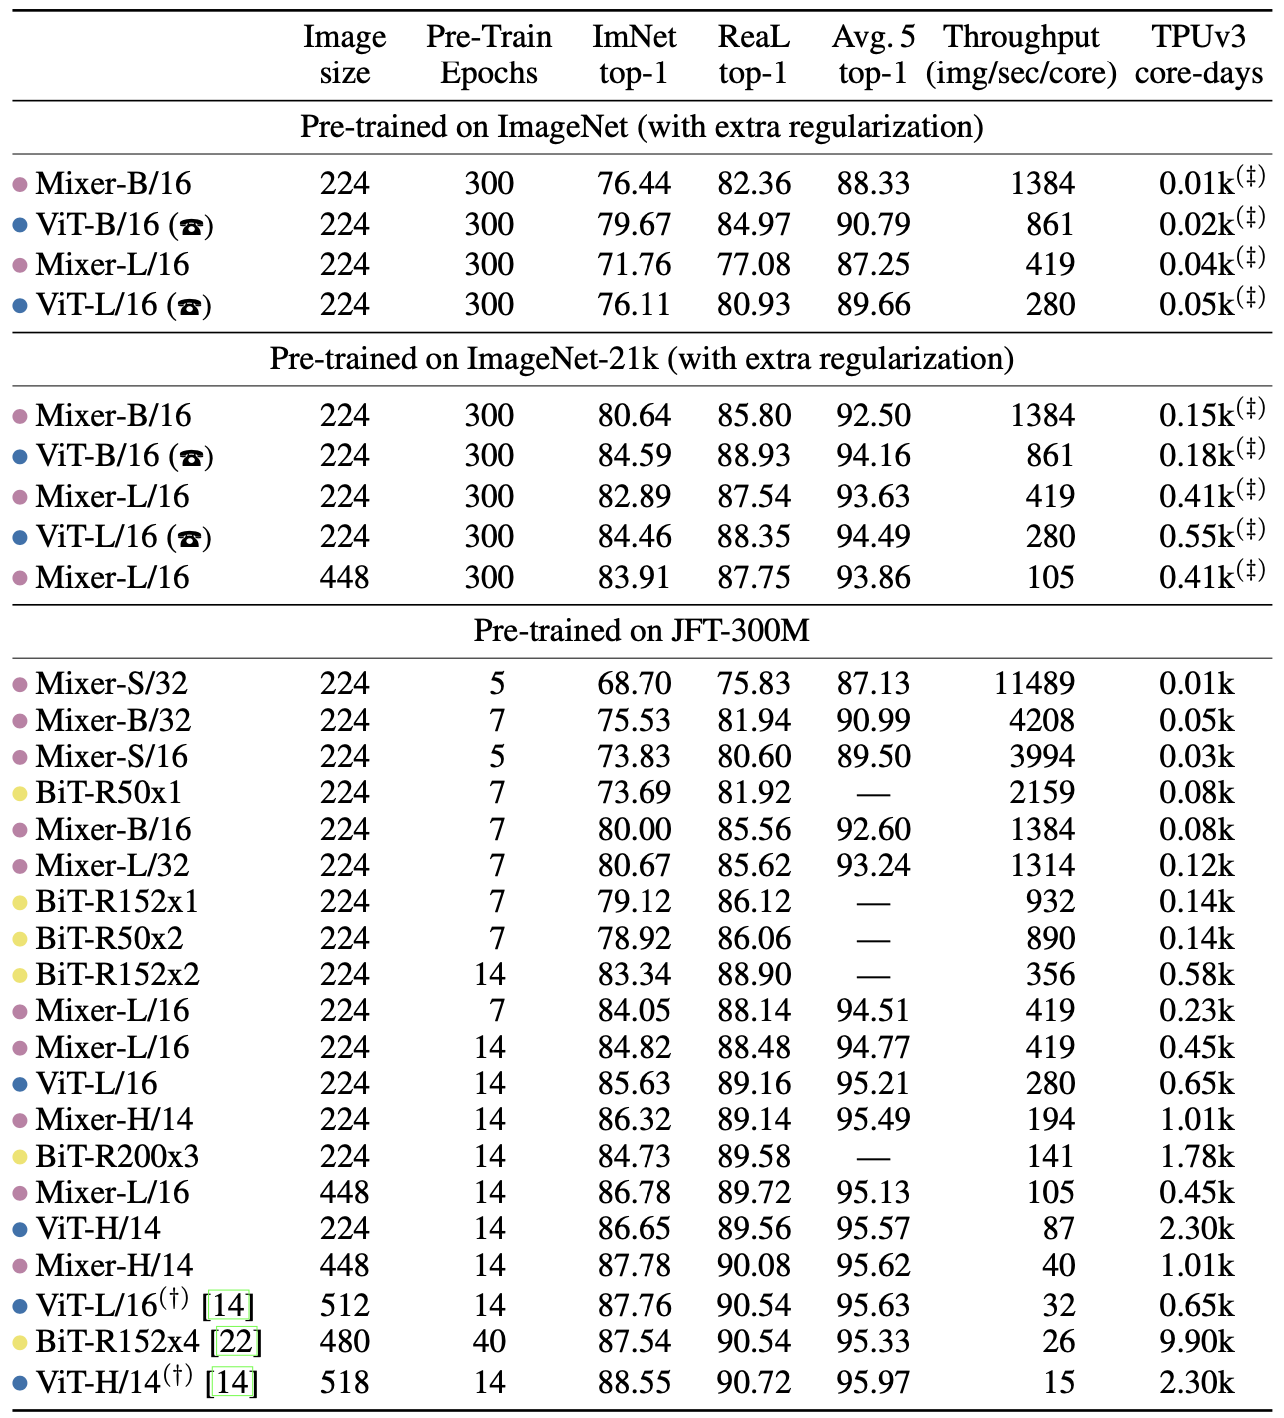 Image Pre-Train ImNet ReaL Avg. 5 Throughput TPUv3
size Epochs top-1 top-1 top-1 (img/sec/core) core-days
Pre-trained on ImageNet (with extra regularization)
Mixer-B/16 224 300 76.44 82.36 88.33 1384 0.01k(‡)
ViT-B/16 (☎) 224 300 79.67 84.97 90.79 861 0.02k(‡)
Mixer-L/16 224 300 71.76 77.08 87.25 419 0.04k(‡)
ViT-L/16 (☎) 224 300 76.11 80.93 89.66 280 0.05k(‡)
Pre-trained on ImageNet-21k (with extra regularization)
Mixer-B/16 224 300 80.64 85.80 92.50 1384 0.15k(‡)
ViT-B/16 (☎) 224 300 84.59 88.93 94.16 861 0.18k(‡)
Mixer-L/16 224 300 82.89 87.54 93.63 419 0.41k(‡)
ViT-L/16 (☎) 224 300 84.46 88.35 94.49 280 0.55k(‡)
Mixer-L/16 448 300 83.91 87.75 93.86 105 0.41k(‡)
Pre-trained on JFT-300M
Mixer-S/32 224 5 68.70 75.83 87.13 11489 0.01k
Mixer-B/32 224 7 75.53 81.94 90.99 4208 0.05k
Mixer-S/16 224 5 73.83 80.60 89.50 3994 0.03k
BiT-R50x1 224 7 73.69 81.92 — 2159 0.08k
Mixer-B/16 224 7 80.00 85.56 92.60 1384 0.08k
Mixer-L/32 224 7 80.67 85.62 93.24 1314 0.12k
BiT-R152x1 224 7 79.12 86.12 — 932 0.14k
BiT-R50x2 224 7 78.92 86.06 — 890 0.14k
BiT-R152x2 224 14 83.34 88.90 — 356 0.58k
Mixer-L/16 224 7 84.05 88.14 94.51 419 0.23k
Mixer-L/16 224 14 84.82 88.48 94.77 419 0.45k
ViT-L/16 224 14 85.63 89.16 95.21 280 0.65k
Mixer-H/14 224 14 86.32 89.14 95.49 194 1.01k
BiT-R200x3 224 14 84.73 89.58 — 141 1.78k
Mixer-L/16 448 14 86.78 89.72 95.13 105 0.45k
ViT-H/14 224 14 86.65 89.56 95.57 87 2.30k
Mixer-H/14 448 14 87.78 90.08 95.62 40 1.01k
ViT-L/16(†) [14] 512 14 87.76 90.54 95.63 32 0.65k
BiT-R152x4 [22] 480 40 87.54 90.54 95.33 26 9.90k
ViT-H/14(†) [14] 518 14 88.55 90.72 95.97 15 2.30k